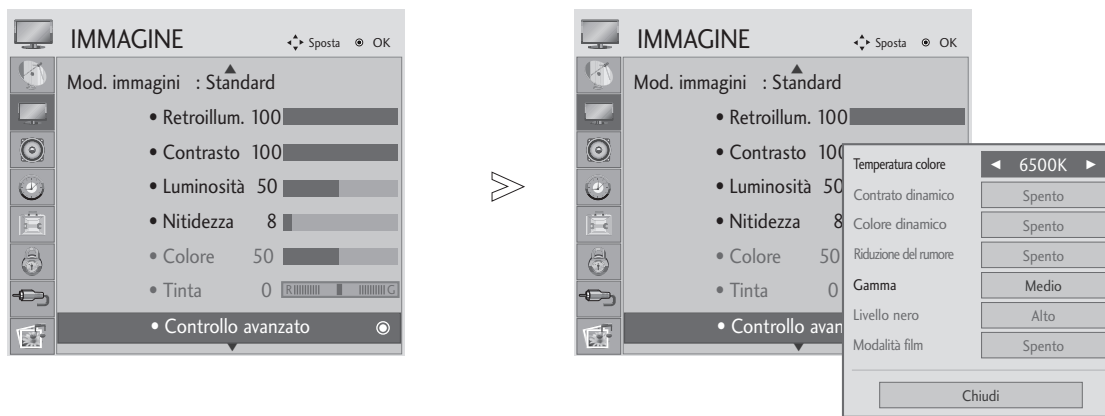 IMMAGINE Sposta OK
Mod. immagini : Standard
• Retroillum. 100
• Contrasto 100
• Luminosità 50
• Nitidezza 8
• Colore 50
• Tinta 0 R G
• Controllo avanzato
IMMAGINE Sposta OK
Mod. immagini : Standard
• Retroillum. 100
• Contrasto 100
• Luminosità 50
• Nitidezza 8
• Colore 50
• Tinta 0
• Controllo avan
Temperatura colore ◄ 6500K ►
Contrato dinamico Spento
Colore dinamico Spento
Riduzione del rumore Spento
Gamma Medio
Livello nero Alto
Modalità film Spento
Chiudi